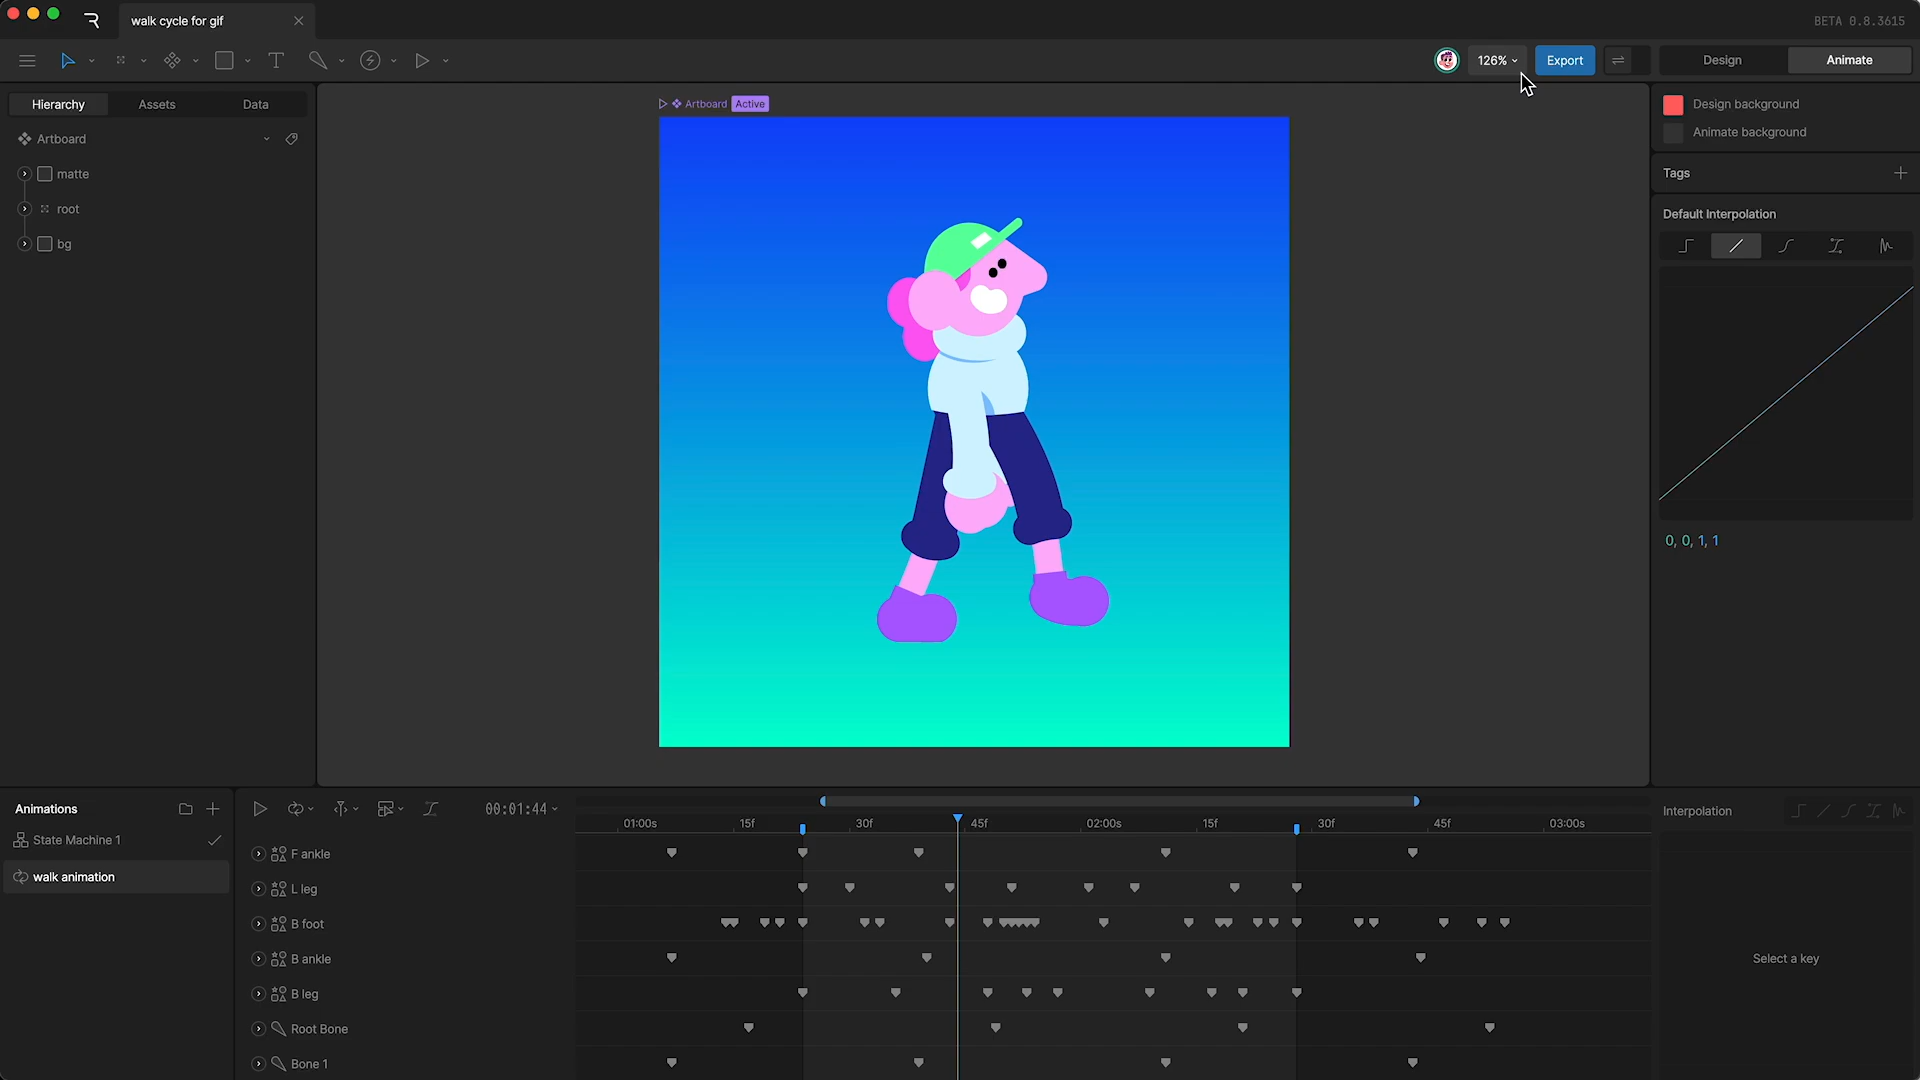 walk cycle for gif
BETA 0.8.3615
126%
Export
Design
Animate
Hierarchy
Assets
Data
Artboard
matte
root
bg
Artboard
Active
Design background
Animate background
Tags
Default Interpolation
0, 0, 1, 1
Animations
State Machine 1
walk animation
00:01:44
01:00s
15f
30f
45f
02:00s
15f
30f
45f
03:00s
F ankle
L leg
B foot
B ankle
B leg
Root Bone
Bone 1
Interpolation
Select a key